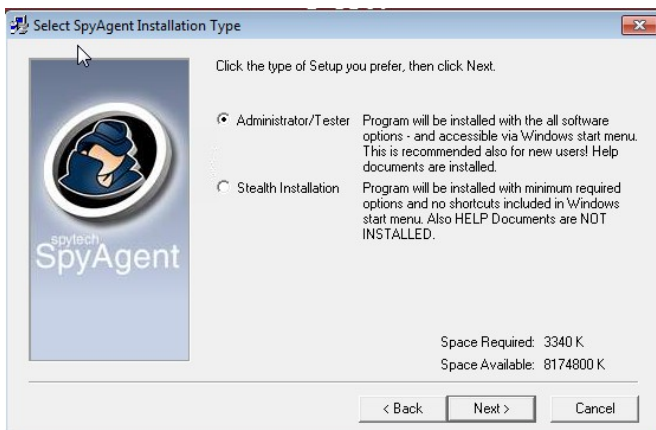 Select SpyAgent Installation Type
Click the type of Setup you prefer, then click Next.
Administrator/Tester
Program will be installed with the all software
options - and accessible via Windows start menu.
This is recommended also for new users! Help
documents are installed.
Stealth Installation
Program will be installed with minimum required
options and no shortcuts included in Windows
start menu. Also HELP Documents are NOT
INSTALLED.
spytech
SpyAgent
Space Required: 3340 K
Space Available: 8174800 K
< Back
Next >
Cancel